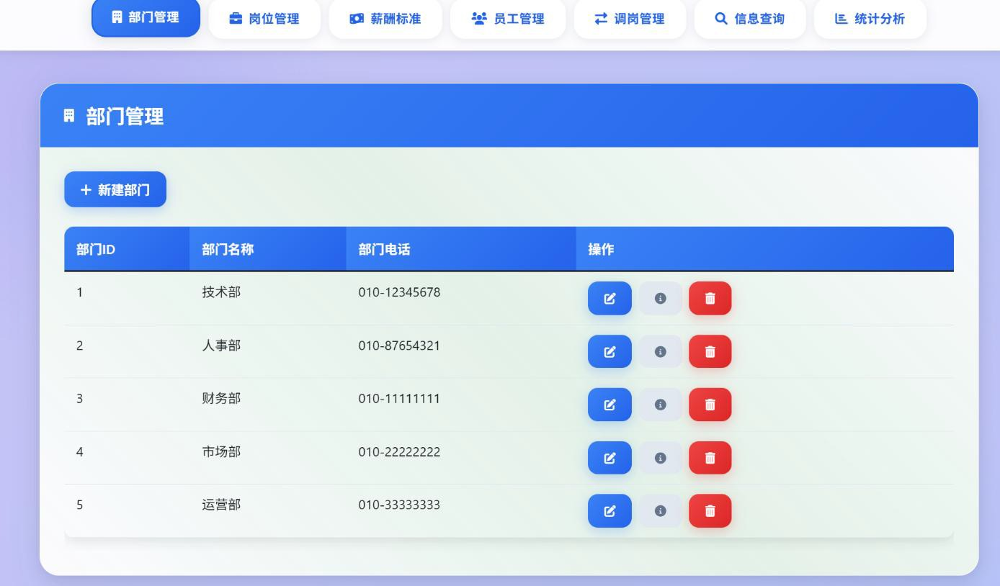 部门管理 岗位管理 薪酬标准 员工管理 调岗管理 信息查询 统计分析
部门管理
新建部门
部门ID 部门名称 部门电话 操作
1 技术部 010-12345678
2 人事部 010-87654321
3 财务部 010-11111111
4 市场部 010-22222222
5 运营部 010-33333333